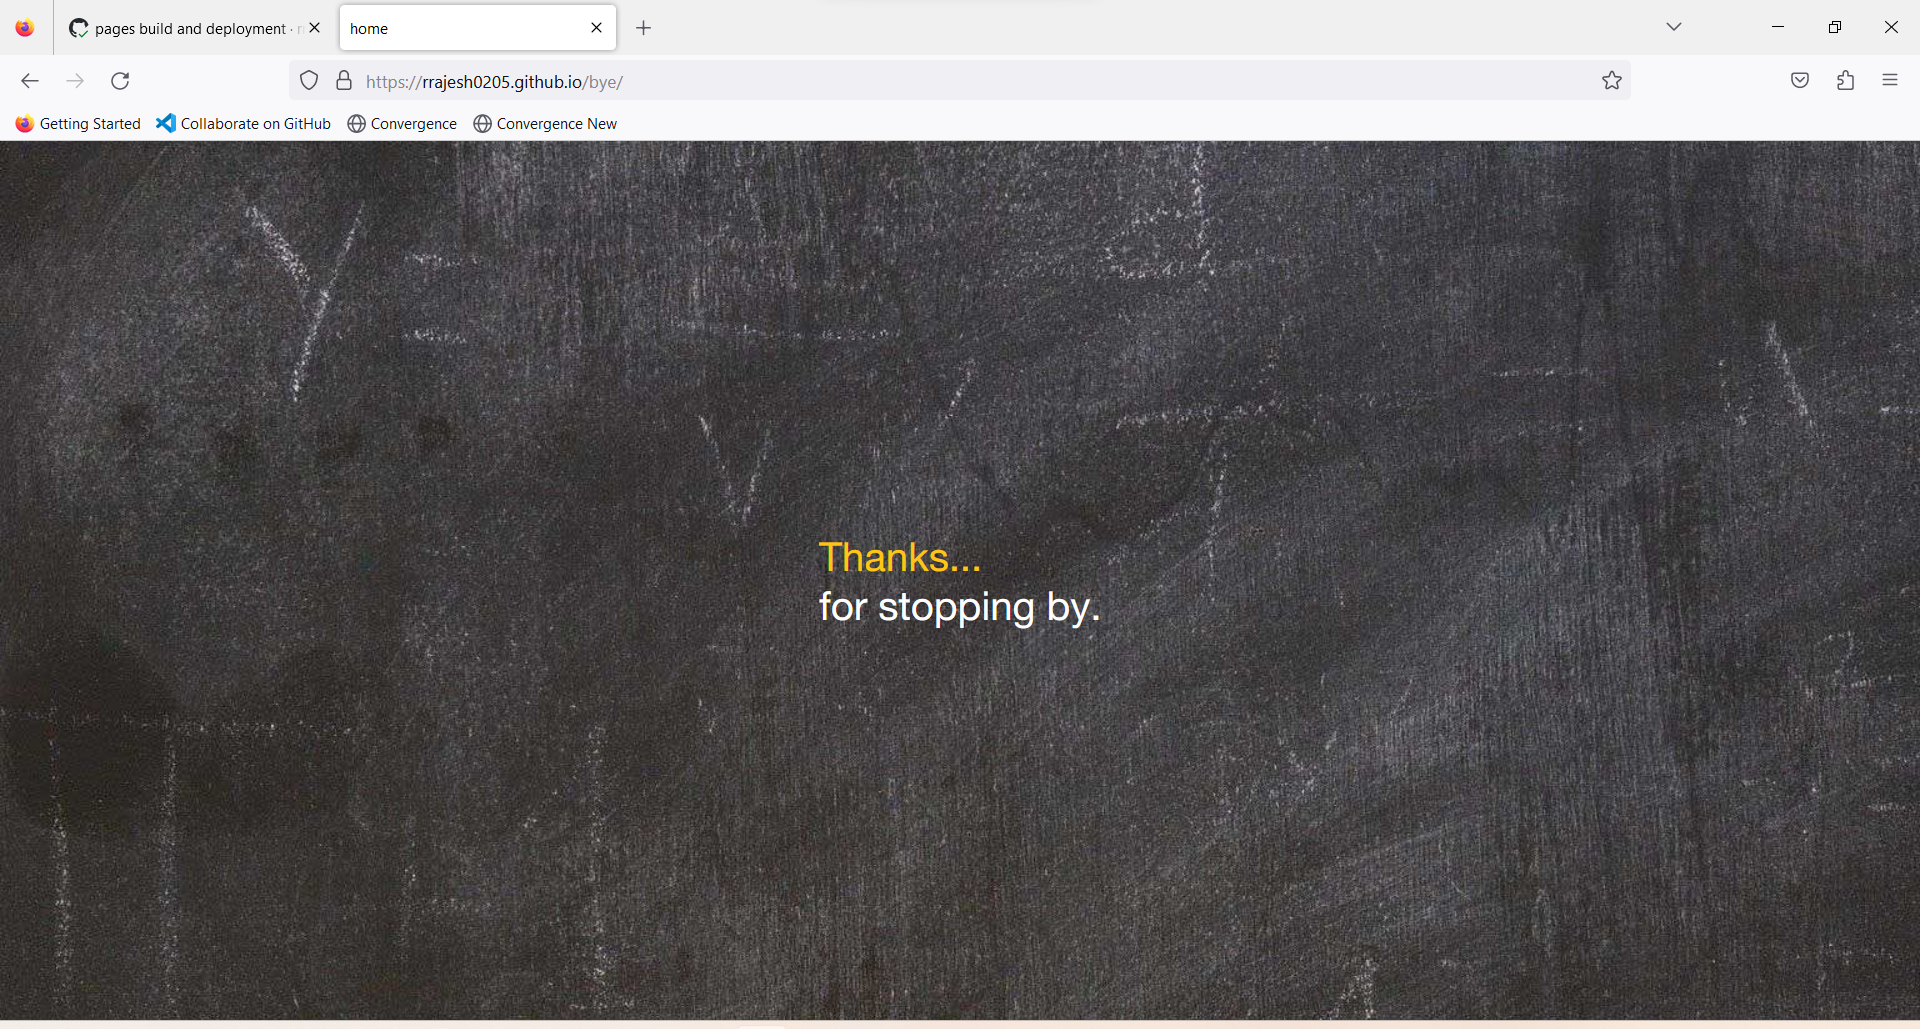 pages build and deployment ·
home
https://rrajesh0205.github.io/bye/
Getting Started
Collaborate on GitHub
Convergence
Convergence New
Thanks...
for stopping by.